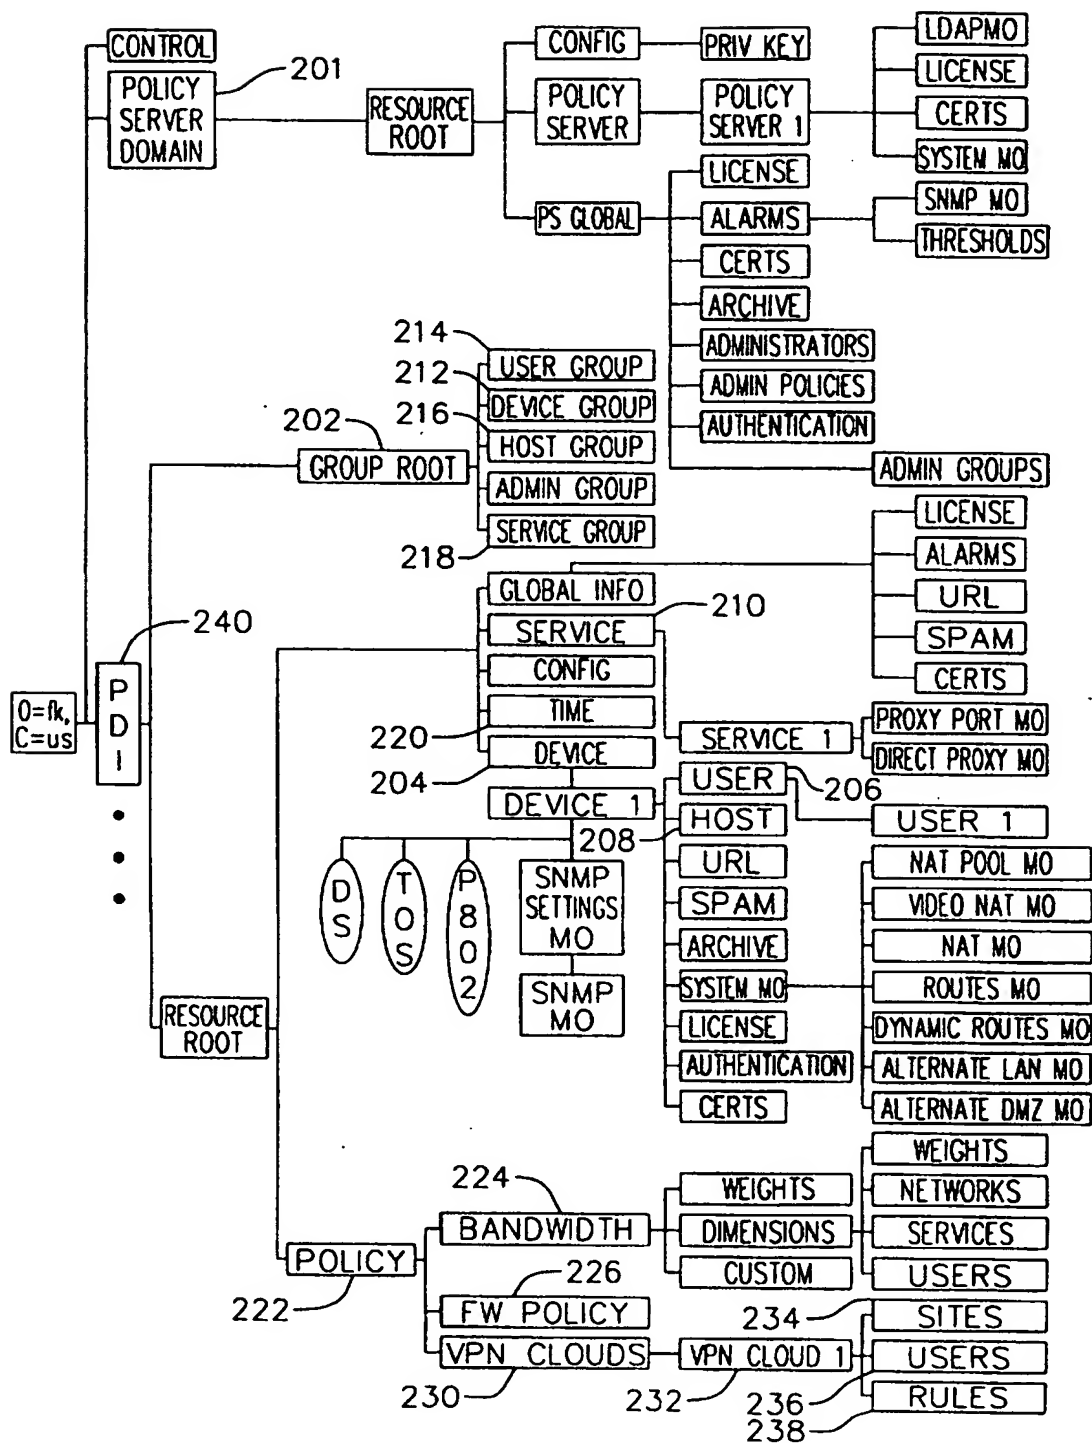 CONTROL
POLICY
SERVER
DOMAIN
201
RESOURCE
ROOT
CONFIG
PRIV KEY
POLICY
SERVER
POLICY
SERVER 1
LDAPMO
LICENSE
CERTS
SYSTEM MO
PS GLOBAL
LICENSE
ALARMS
CERTS
ARCHIVE
ADMINISTRATORS
ADMIN POLICIES
AUTHENTICATION
ADMIN GROUPS
SNMP MO
THRESHOLDS
202
GROUP ROOT
214
USER GROUP
212
DEVICE GROUP
216
HOST GROUP
ADMIN GROUP
SERVICE GROUP
218
O=fk,
C=us
240
P
D
I
RESOURCE
ROOT
GLOBAL INFO
LICENSE
ALARMS
URL
SPAM
CERTS
SERVICE
210
CONFIG
TIME
220
DEVICE
204
SERVICE 1
PROXY PORT MO
DIRECT PROXY MO
DEVICE 1
DS
TOS
P802
SNMP
SETTINGS
MO
SNMP
MO
USER
206
USER 1
HOST
208
URL
SPAM
ARCHIVE
SYSTEM MO
LICENSE
AUTHENTICATION
CERTS
NAT POOL MO
VIDEO NAT MO
NAT MO
ROUTES MO
DYNAMIC ROUTES MO
ALTERNATE LAN MO
ALTERNATE DMZ MO
POLICY
222
224
BANDWIDTH
WEIGHTS
DIMENSIONS
CUSTOM
WEIGHTS
NETWORKS
SERVICES
USERS
226
FW POLICY
VPN CLOUDS
230
VPN CLOUD 1
232
234
SITES
USERS
236
RULES
238